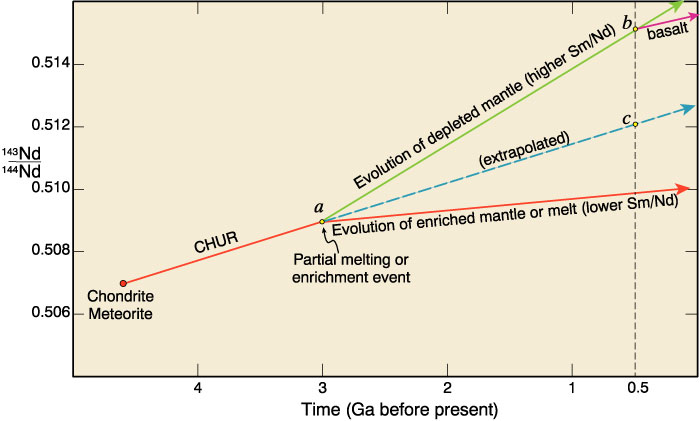 0.514
0.512
0.510
0.508
0.506
143Nd
144Nd
b
basalt
Evolution of depleted mantle (higher Sm/Nd)
c
(extrapolated)
a
Evolution of enriched mantle or melt (lower Sm/Nd)
CHUR
Partial melting or
enrichment event
Chondrite
Meteorite
4
3
2
1
0.5
Time (Ga before present)